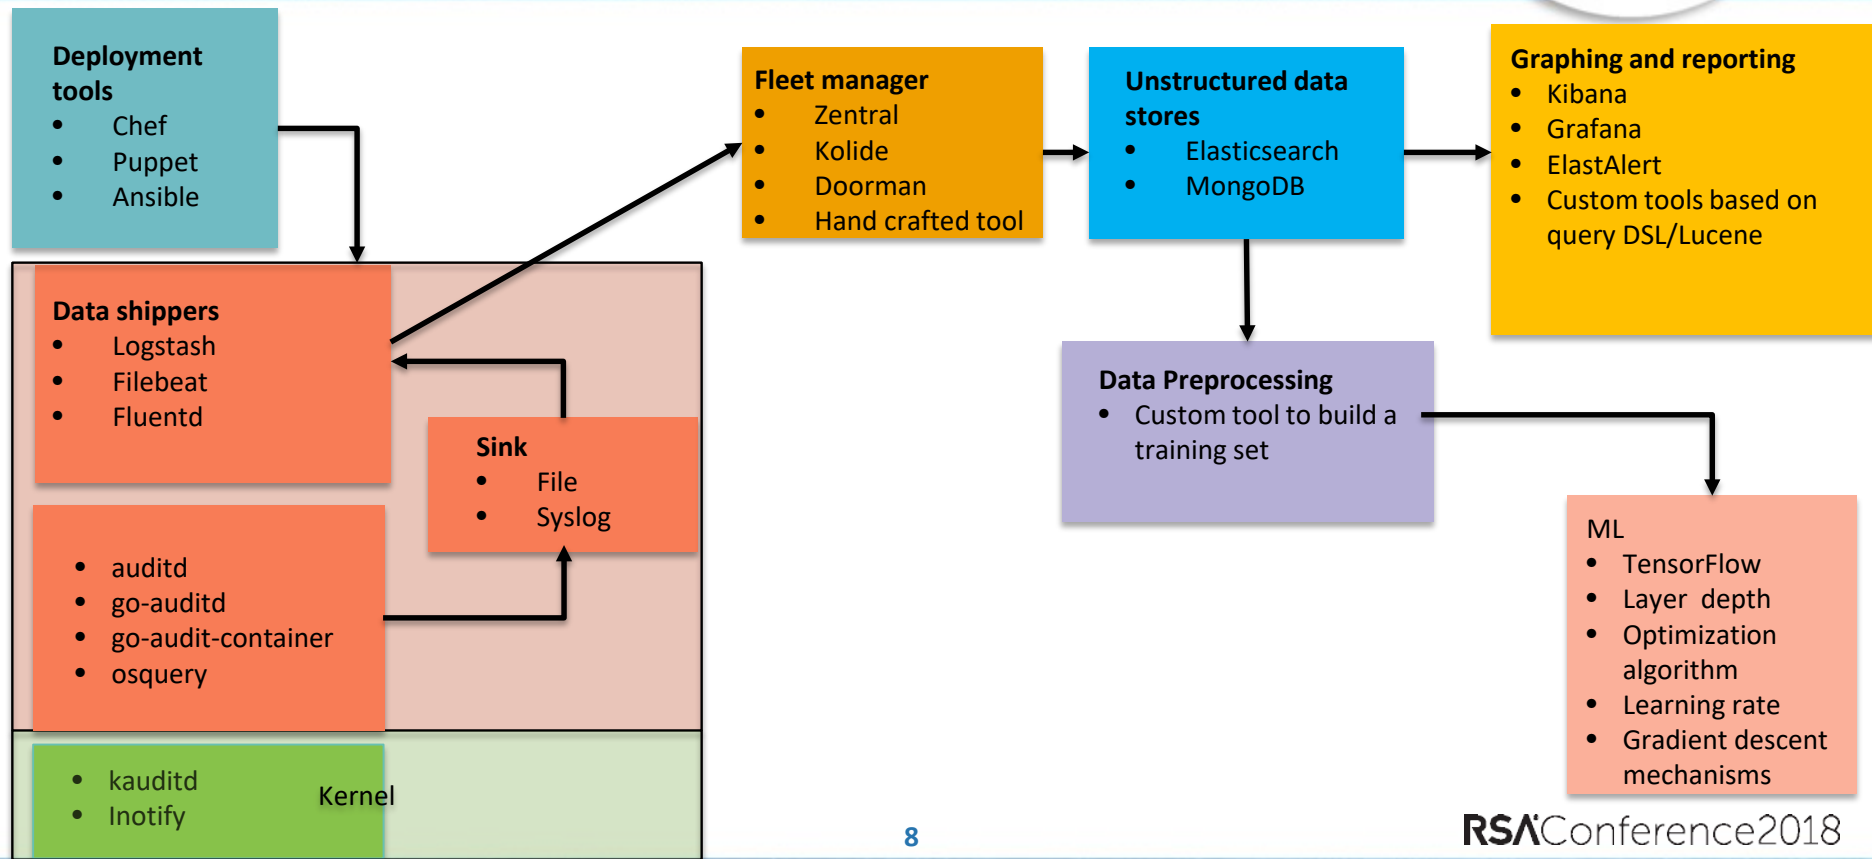 Deployment
tools
• Chef
• Puppet
• Ansible
Data shippers
• Logstash
• Filebeat
• Fluentd
Sink
• File
• Syslog
• auditd
• go-auditd
• go-audit-container
• osquery
• kauditd
• Inotify
Kernel
Fleet manager
• Zentral
• Kolide
• Doorman
• Hand crafted tool
Unstructured data
stores
• Elasticsearch
• MongoDB
Graphing and reporting
• Kibana
• Grafana
• ElastAlert
• Custom tools based on
query DSL/Lucene
Data Preprocessing
• Custom tool to build a
training set
ML
• TensorFlow
• Layer depth
• Optimization
algorithm
• Learning rate
• Gradient descent
mechanisms
8
RSAConference2018